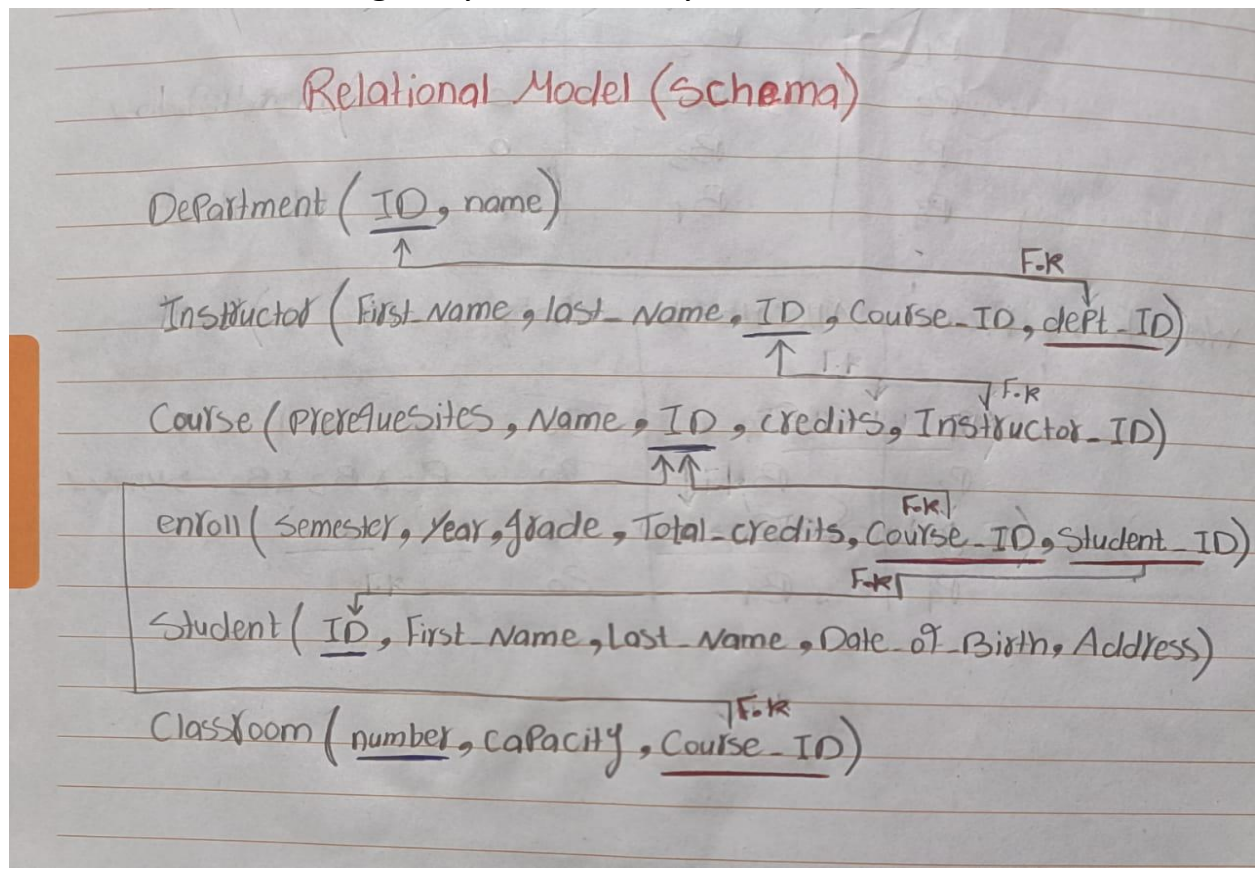 Relational Model (Schema)
Department (ID, name)
F.K
Instructor (First_Name, last_Name, ID, Course_ID, dept_ID)
F.K
Course (prerequesites, Name, ID, credits, Instructor_ID)
F.K
enroll (semester, year, grade, Total_credits, Course_ID, Student_ID)
F.K
Student (ID, First_Name, Last_Name, Date_of_Birth, Address)
F.K
Classroom (number, capacity, Course_ID)